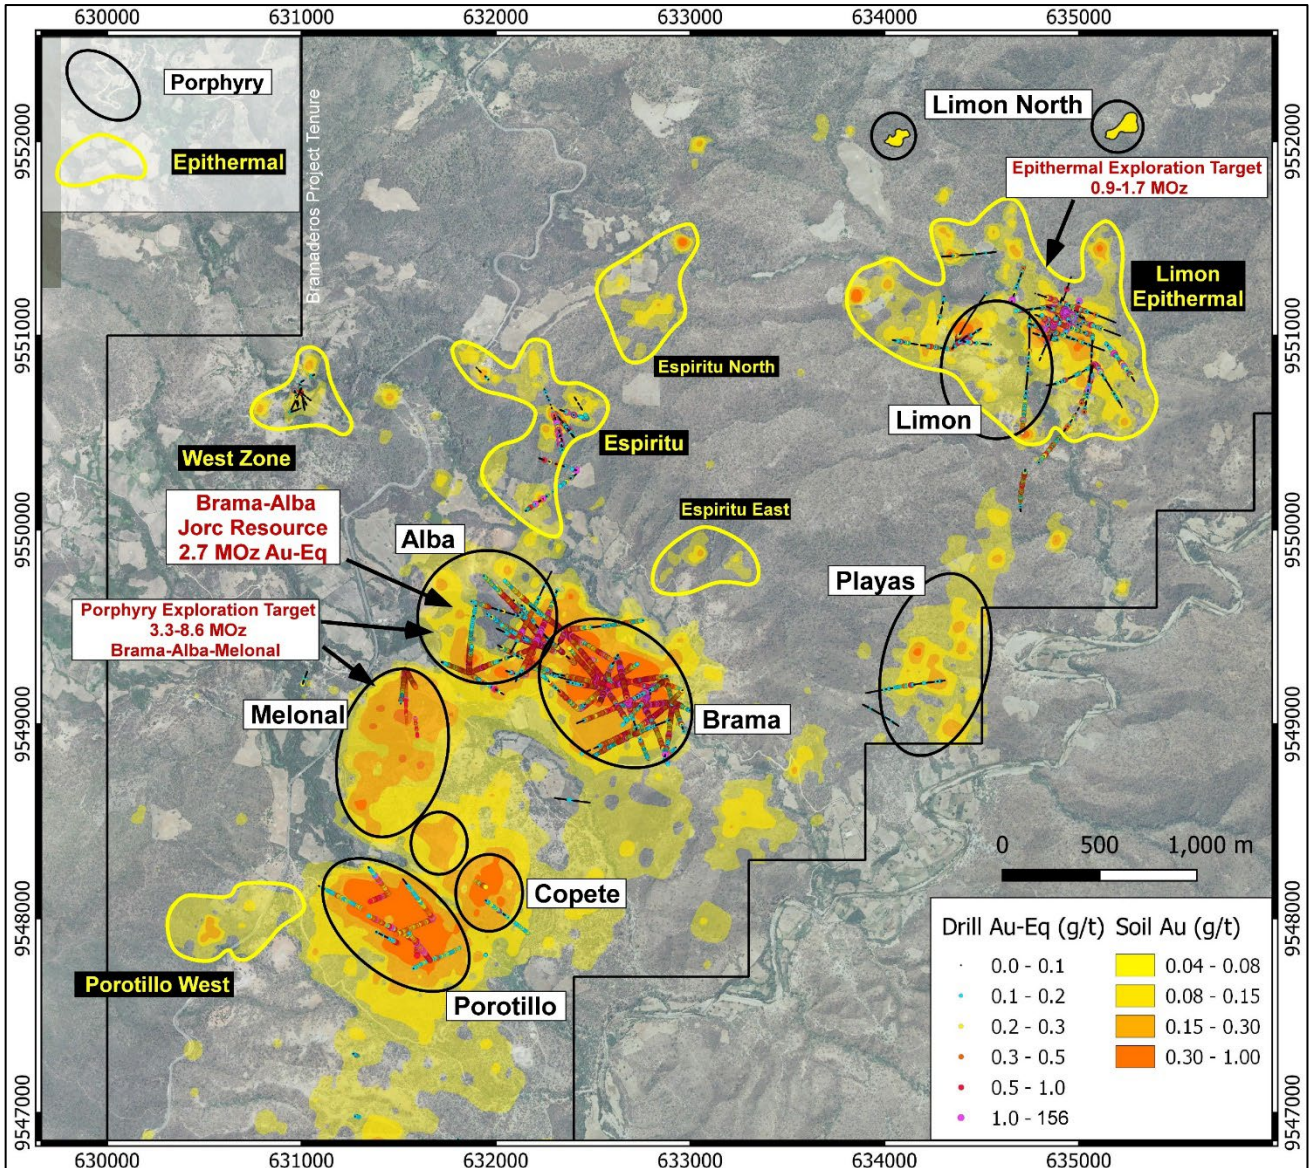 630000 631000 632000 633000 634000 635000
Porphyry
Epithermal
Bramaderos Project Tenure
Limon North
Epithermal Exploration Target
0.9-1.7 MOz
Limon
Epithermal
Espiritu North
Limon
West Zone
Espiritu
Brama-Alba
Jorc Resource
2.7 MOz Au-Eq
Espiritu East
Alba
Playas
Porphyry Exploration Target
3.3-8.6 MOz
Brama-Alba-Melonal
Melonal
Brama
0 500 1,000 m
Copete
Porotillo West
Porotillo
Drill Au-Eq (g/t) Soil Au (g/t)
0.0 - 0.1 0.04 - 0.08
0.1 - 0.2 0.08 - 0.15
0.2 - 0.3 0.15 - 0.30
0.3 - 0.5 0.30 - 1.00
0.5 - 1.0
1.0 - 156
9552000
9551000
9550000
9549000
9548000
9547000
9552000
9551000
9550000
9549000
9548000
9547000
630000 631000 632000 633000 634000 635000